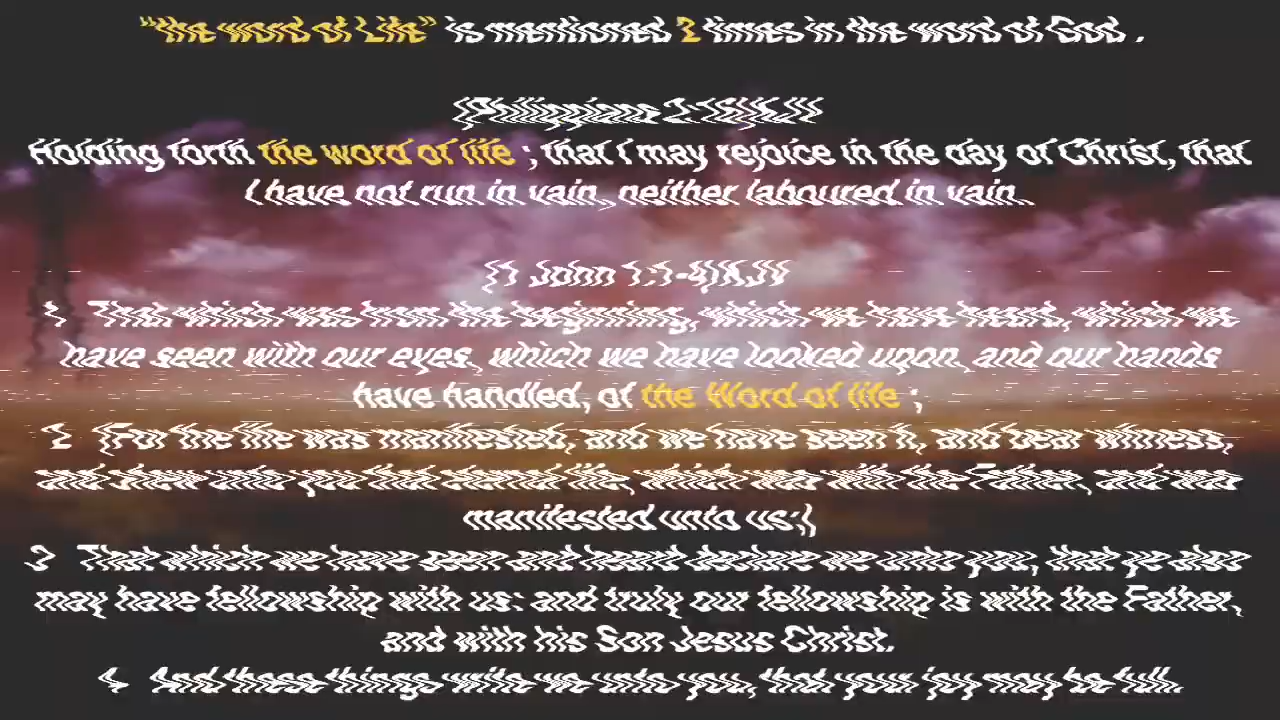 "the word of Life" is mentioned 2 times in the word of God .
(Philippians 2:16)KJV
Holding forth the word of life ; that I may rejoice in the day of Christ, that
I have not run in vain, neither laboured in vain.
(1 John 1:1-4)KJV
1 That which was from the beginning, which we have heard, which we
have seen with our eyes, which we have looked upon, and our hands
have handled, of the Word of life ;
2 (For the life was manifested, and we have seen it, and bear witness,
and shew unto you that eternal life, which was with the Father, and was
manifested unto us;)
3 That which we have seen and heard declare we unto you, that ye also
may have fellowship with us: and truly our fellowship is with the Father,
and with his Son Jesus Christ.
4 And these things write we unto you, that your joy may be full.